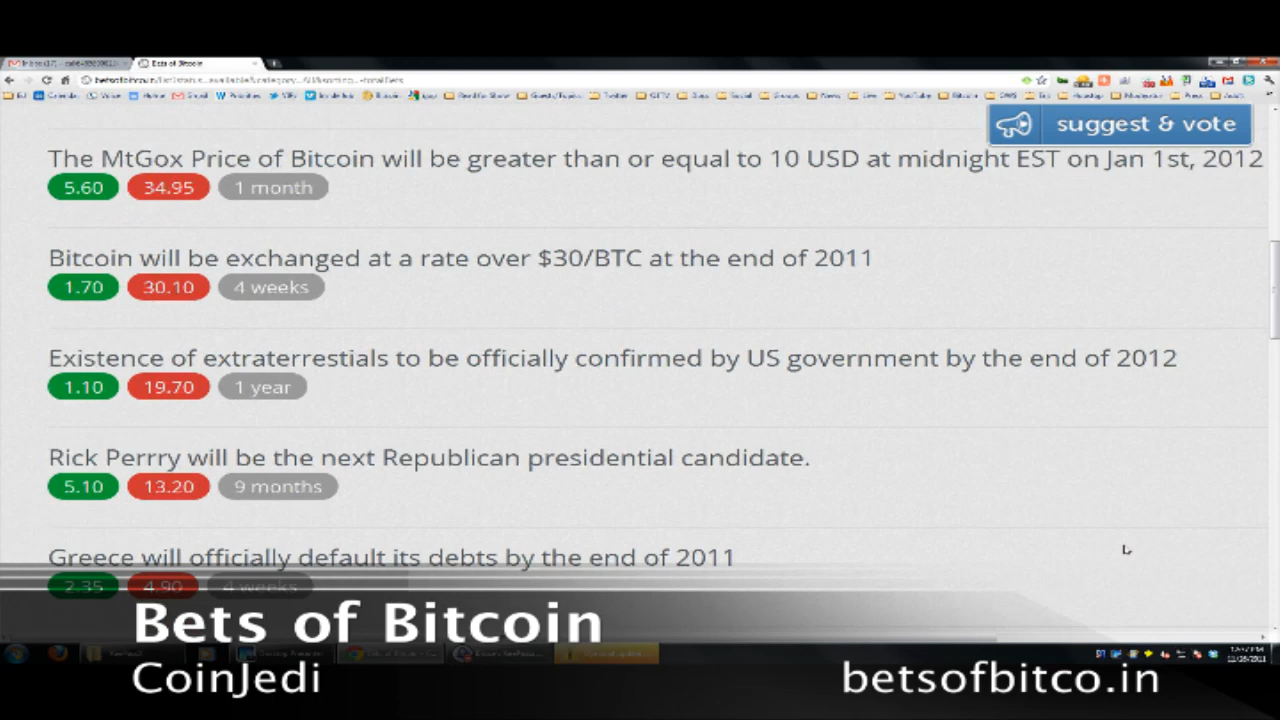 Bets of Bitcoin
suggest & vote
The MtGox Price of Bitcoin will be greater than or equal to 10 USD at midnight EST on Jan 1st, 2012
5.60 34.95 1 month
Bitcoin will be exchanged at a rate over $30/BTC at the end of 2011
1.70 30.10 4 weeks
Existence of extraterrestials to be officially confirmed by US government by the end of 2012
1.10 19.70 1 year
Rick Perrry will be the next Republican presidential candidate.
5.10 13.20 9 months
Greece will officially default its debts by the end of 2011
2.35 4.90 4 weeks
Bets of Bitcoin
CoinJedi betsofbitco.in